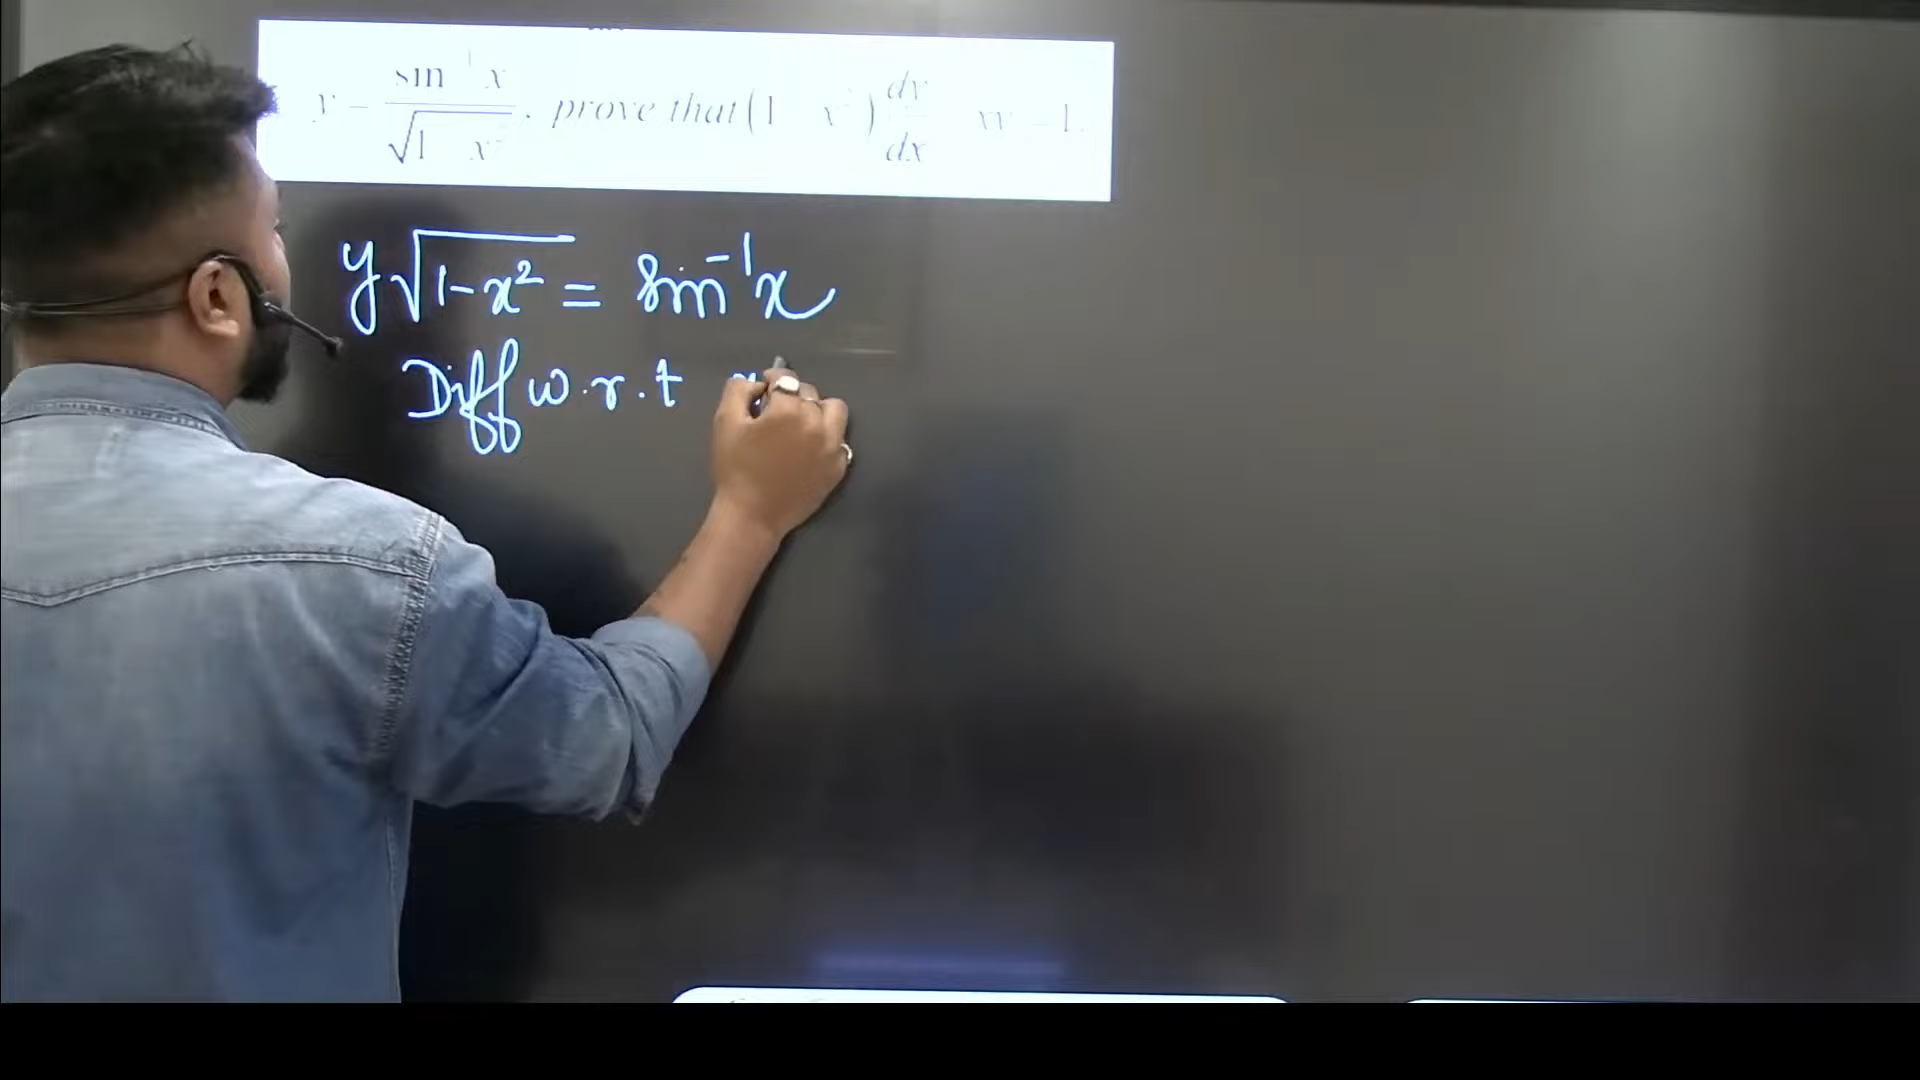 y = sin⁻¹x / √(1 x²), prove that (1 x²) dy/dx xy = 1.
y√(1-x²) = sin⁻¹x
Diff w.r.t x